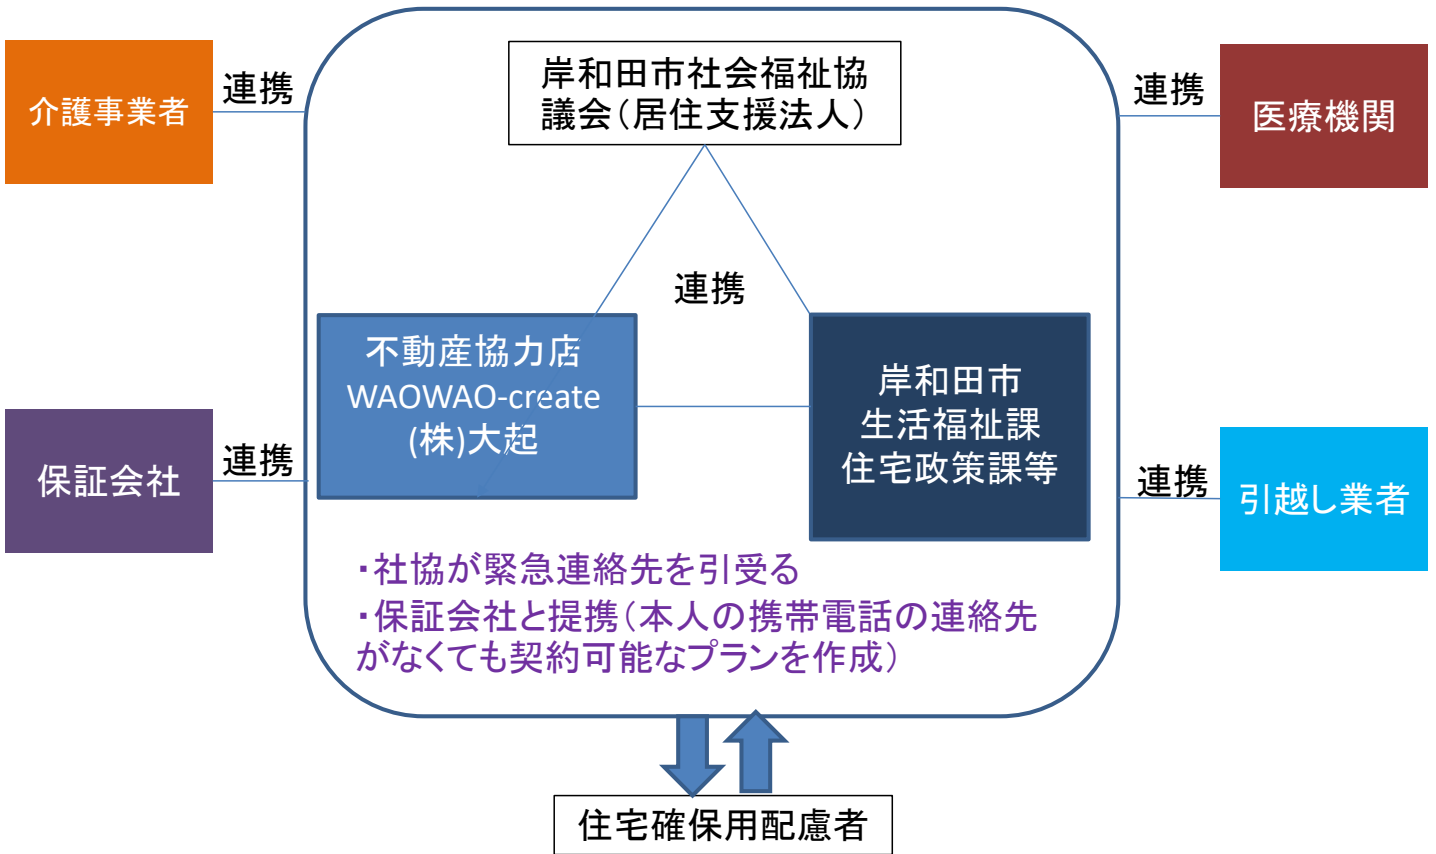 岸和田市社会福祉協
議会（居住支援法人）
介護事業者
連携
連携
医療機関
連携
不動産協力店
WAOWAO-create
(株)大起
岸和田市
生活福祉課
住宅政策課等
保証会社
連携
連携
引越し業者
・社協が緊急連絡先を引受る
・保証会社と提携（本人の携帯電話の連絡先
がなくても契約可能なプランを作成）
住宅確保用配慮者